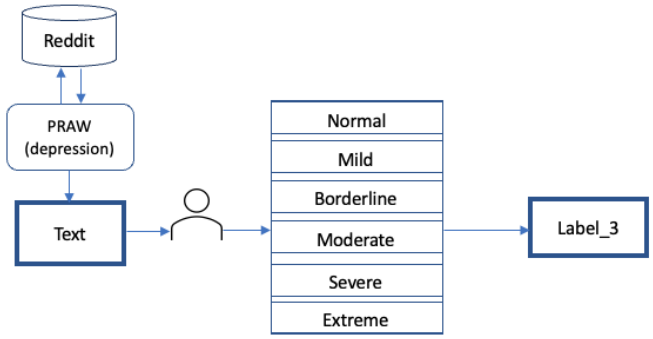 Reddit
PRAW
(depression)
Text
Normal
Mild
Borderline
Moderate
Severe
Extreme
Label_3